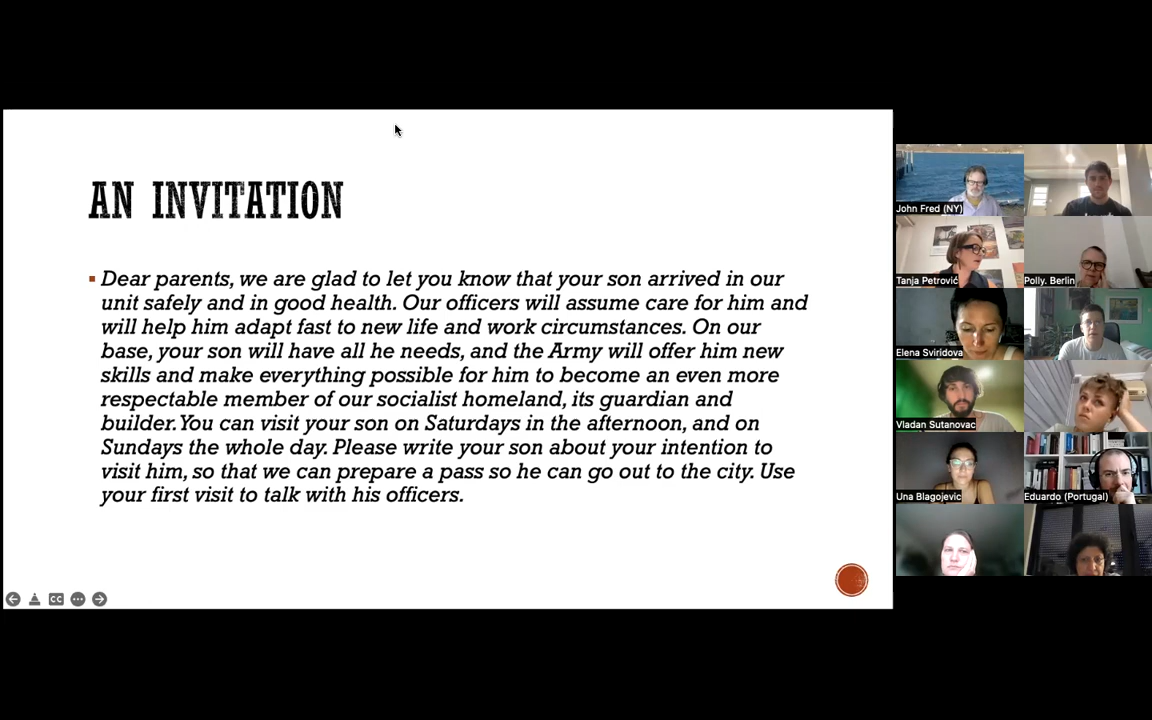 AN INVITATION
Dear parents, we are glad to let you know that your son arrived in our
unit safely and in good health. Our officers will assume care for him and
will help him adapt fast to new life and work circumstances. On our
base, your son will have all he needs, and the Army will offer him new
skills and make everything possible for him to become an even more
respectable member of our socialist homeland, its guardian and
builder. You can visit your son on Saturdays in the afternoon, and on
Sundays the whole day. Please write your son about your intention to
visit him, so that we can prepare a pass so he can go out to the city. Use
your first visit to talk with his officers.
CC
John Fred (NY)
Tanja Petrović
Polly. Berlin
Elena Sviridova
Vladan Sutanovac
Una Blagojevic
Eduardo (Portugal)